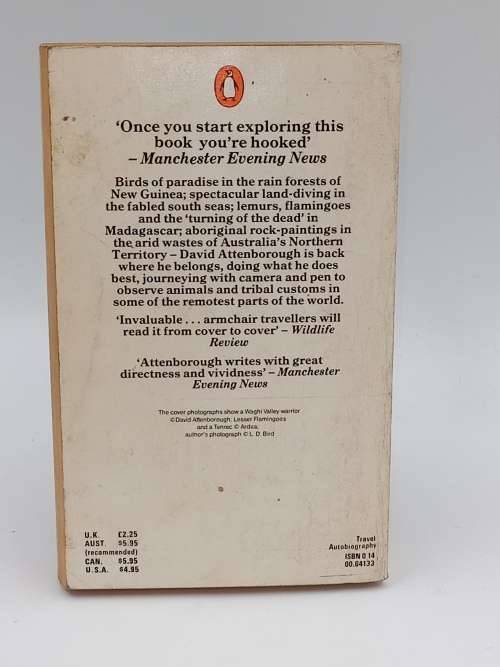 'Once you start exploring this
book you're hooked'
– Manchester Evening News
Birds of paradise in the rain forests of
New Guinea; spectacular land-diving in
the fabled south seas; lemurs, flamingoes
and the 'turning of the dead' in
Madagascar; aboriginal rock-paintings in
the arid wastes of Australia's Northern
Territory – David Attenborough is back
where he belongs, doing what he does
best, journeying with camera and pen to
observe animals and tribal customs in
some of the remotest parts of the world.
'Invaluable . . . armchair travellers will
read it from cover to cover' – Wildlife
Review
'Attenborough writes with great
directness and vividness' – Manchester
Evening News
The cover photographs show a Waghi Valley warrior
©David Attenborough, Lesser Flamingoes
and a Tenrec © Ardea,
author's photograph © L. D. Bird
U.K. £2.25
AUST. $5.95
(recommended)
CAN. $5.95
U.S.A. $4.95
Travel
Autobiography
ISBN 0 14
00.64133